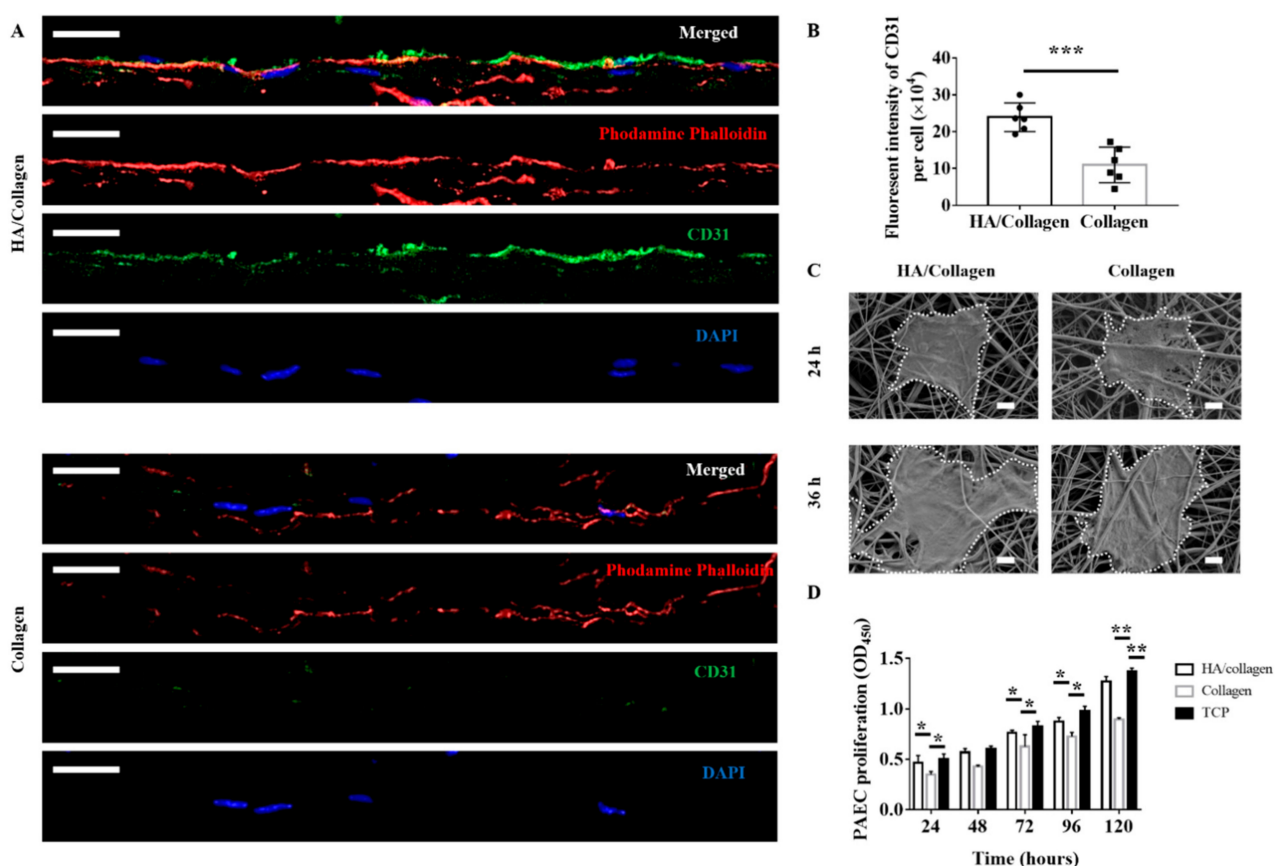 A
HA/Collagen
Merged
Phodamine Phalloidin
CD31
DAPI
Collagen
Merged
Phodamine Phalloidin
CD31
DAPI
B
Fluoresent intensity of CD31
per cell (×10⁴)
40
30
20
10
0
***
HA/Collagen Collagen
C
HA/Collagen Collagen
24 h
36 h
D
PAEC proliferation (OD₄₅₀)
1.5
1.0
0.5
0.0
* * * * * * ** **
HA/collagen
Collagen
TCP
24 48 72 96 120
Time (hours)